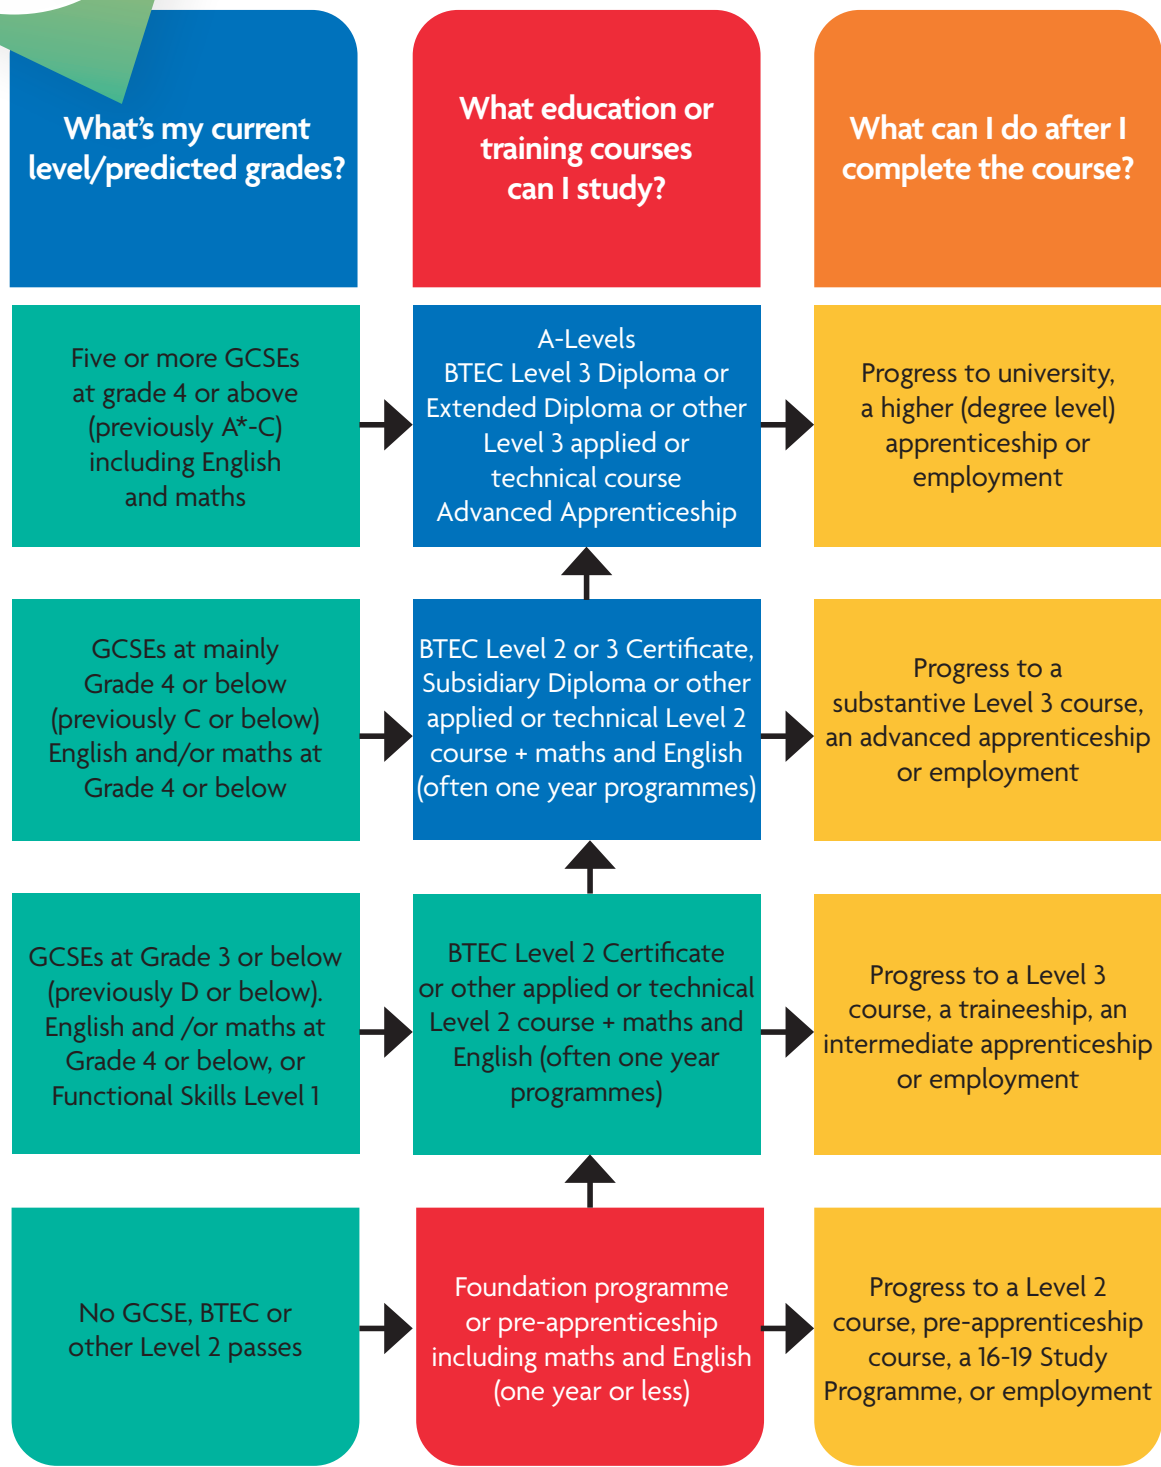 What's my current
level/predicted grades?
What education or
training courses
can I study?
What can I do after I
complete the course?
Five or more GCSEs
at grade 4 or above
(previously A*-C)
including English
and maths
A-Levels
BTEC Level 3 Diploma or
Extended Diploma or other
Level 3 applied or
technical course
Advanced Apprenticeship
Progress to university,
a higher (degree level)
apprenticeship or
employment
GCSEs at mainly
Grade 4 or below
(previously C or below)
English and/or maths at
Grade 4 or below
BTEC Level 2 or 3 Certificate,
Subsidiary Diploma or other
applied or technical Level 2
course + maths and English
(often one year programmes)
Progress to a
substantive Level 3 course,
an advanced apprenticeship
or employment
GCSEs at Grade 3 or below
(previously D or below).
English and /or maths at
Grade 4 or below, or
Functional Skills Level 1
BTEC Level 2 Certificate
or other applied or technical
Level 2 course + maths and
English (often one year
programmes)
Progress to a Level 3
course, a traineeship, an
intermediate apprenticeship
or employment
No GCSE, BTEC or
other Level 2 passes
Foundation programme
or pre-apprenticeship
including maths and English
(one year or less)
Progress to a Level 2
course, pre-apprenticeship
course, a 16-19 Study
Programme, or employment